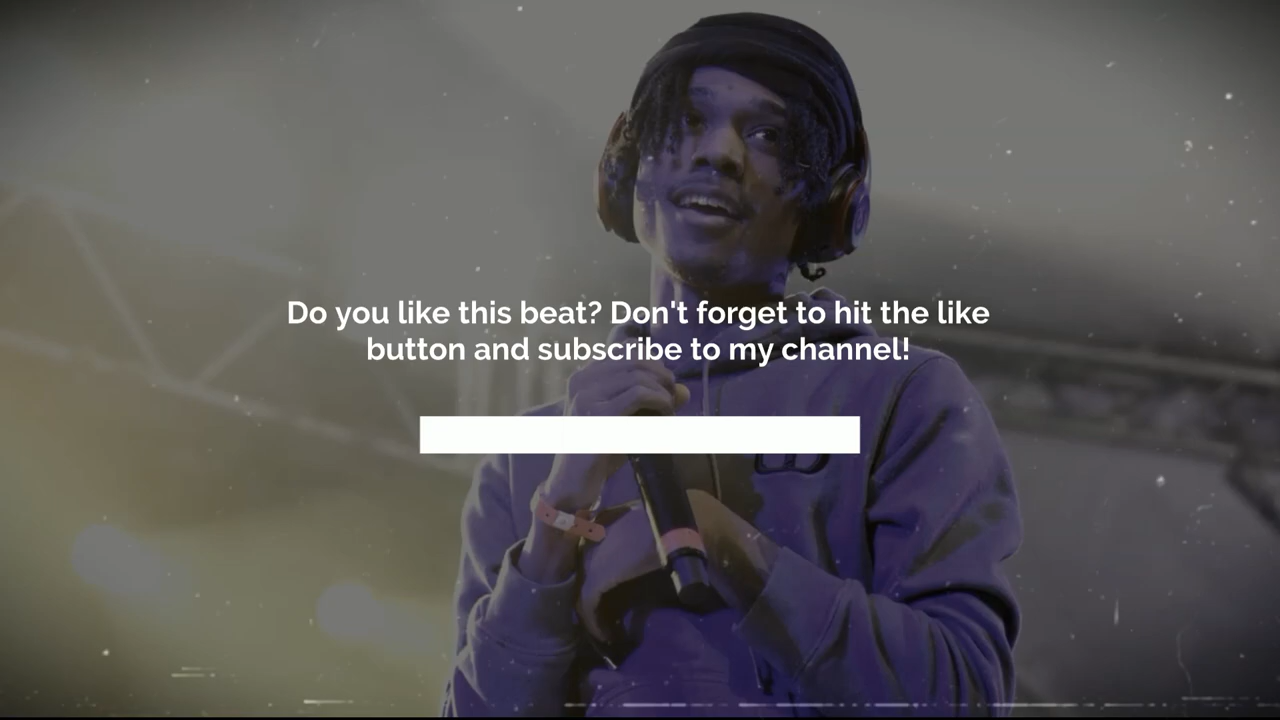 Do you like this beat? Don't forget to hit the like
button and subscribe to my channel!